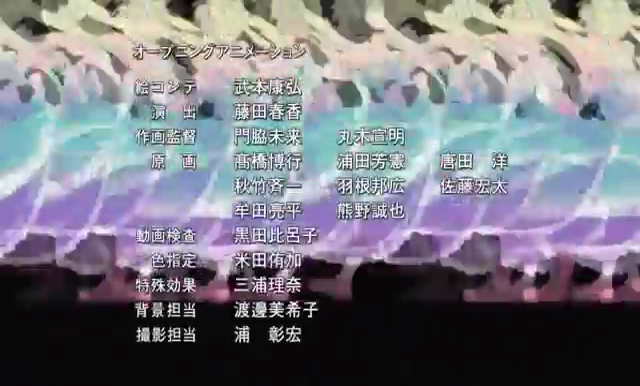 オープニングアニメーション
絵コンテ 武本康弘
演 出 藤田春香
作画監督 門脇未来 丸木宣明
原 画 髙橋博行 浦田芳憲 唐田 洋
秋竹斉一 羽根邦広 佐藤宏太
牟田亮平 熊野誠也
動画検査 黒田比呂子
色指定 米田侑加
特殊効果 三浦理奈
背景担当 渡邊美希子
撮影担当 浦 彰宏